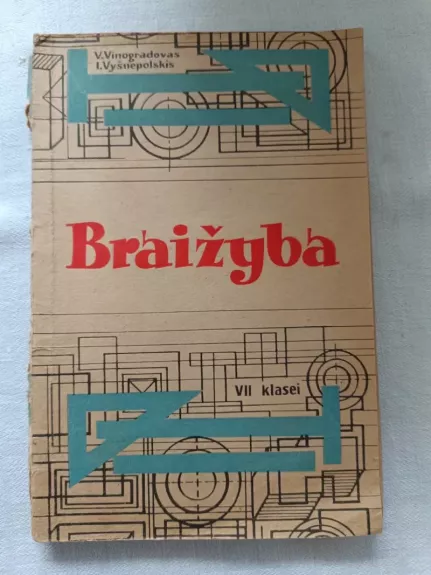 V.Vinogradovas
I.Vyšnepolskis
Braižyba
VII klasei